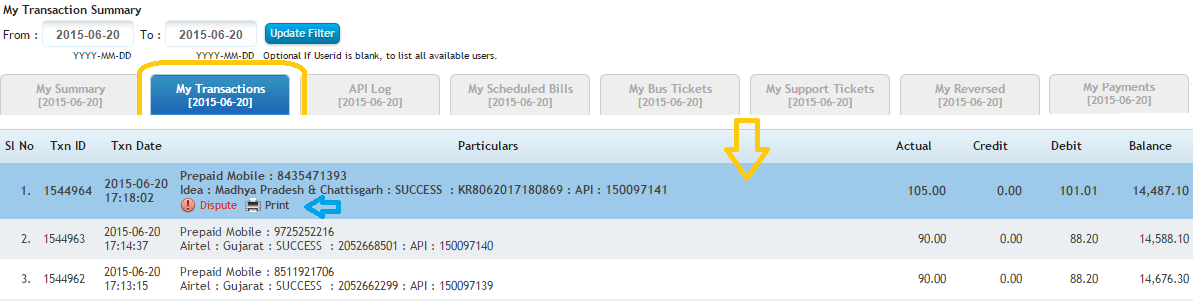 My Transaction Summary
From : 2015-06-20 To : 2015-06-20 Update Filter
YYYY-MM-DD YYYY-MM-DD Optional If Userid is blank, to list all available users.
My Summary My Transactions API Log My Scheduled Bills My Bus Tickets My Support Tickets My Reversed My Payments
[2015-06-20] [2015-06-20] [2015-06-20] [2015-06-20] [2015-06-20] [2015-06-20] [2015-06-20] [2015-06-20]
Sl No Txn ID Txn Date Particulars Actual Credit Debit Balance
Prepaid Mobile : 8435471393
1. 1544964 2015-06-20 17:18:02 Idea : Madhya Pradesh & Chattisgarh : SUCCESS : KR8062017180869 : API : 150097141 105.00 0.00 101.01 14,487.10
Dispute Print
2. 1544963 2015-06-20 Prepaid Mobile : 9725252216 90.00 0.00 88.20 14,588.10
17:14:37 Airtel : Gujarat : SUCCESS : 2052668501 : API : 150097140
3. 1544962 2015-06-20 Prepaid Mobile : 8511921706 90.00 0.00 88.20 14,676.30
17:13:15 Airtel : Gujarat : SUCCESS : 2052662299 : API : 150097139